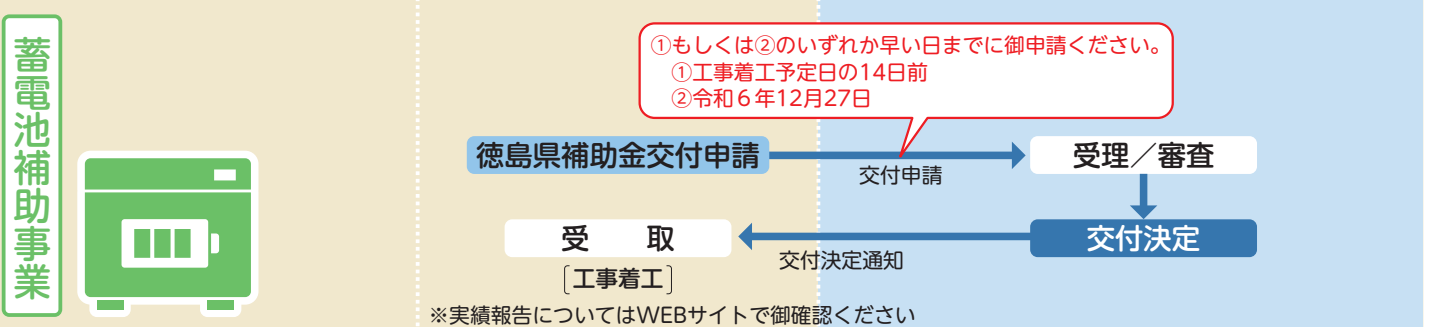 蓄電池補助事業
①もしくは②のいずれか早い日までに御申請ください。
①工事着工予定日の14日前
②令和6年12月27日
徳島県補助金交付申請
交付申請
受理／審査
交付決定
交付決定通知
受　取
［工事着工］
※実績報告についてはWEBサイトで御確認ください